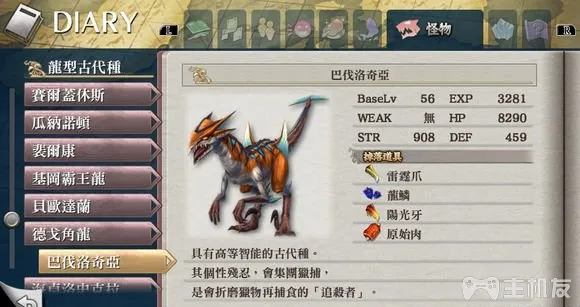 DIARY
L
怪物
R
龍型古代種
賽爾蓋休斯
瓜納諾頓
裴爾康
基岡霸王龍
貝歐達蘭
德戈角龍
巴伐洛奇亞
巴伐洛奇亞
BaseLv 56 EXP 3281
WEAK 無 HP 8290
STR 908 DEF 459
掉落道具
雷霆爪
龍鱗
陽光牙
原始肉
具有高等智能的古代種。
其個性殘忍，會集團獵捕，
是會折磨獵物再捕食的「追殺者」。
主机友